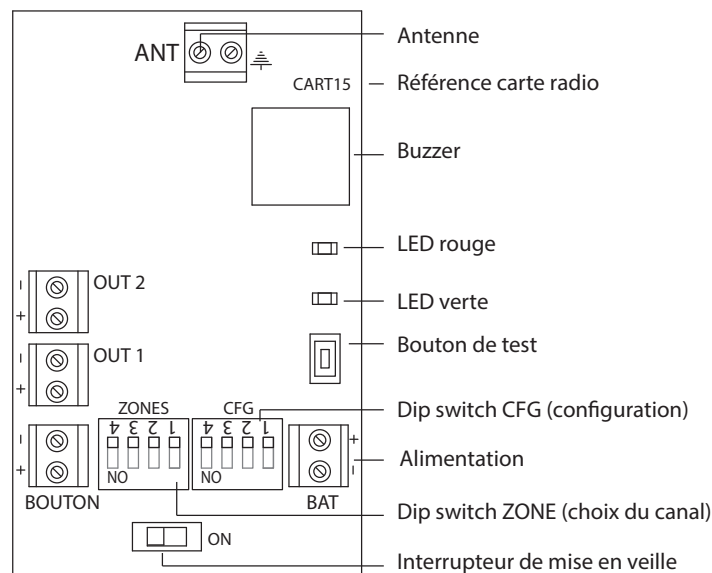 ANT
Antenne
CART15
Référence carte radio
Buzzer
LED rouge
- OUT 2
+
LED verte
- OUT 1
+
Bouton de test
ZONES
CFG
Dip switch CFG (configuration)
4 3 2 1
4 3 2 1
-
+
+
-
Alimentation
NO
NO
BOUTON
BAT
Dip switch ZONE (choix du canal)
ON
Interrupteur de mise en veille